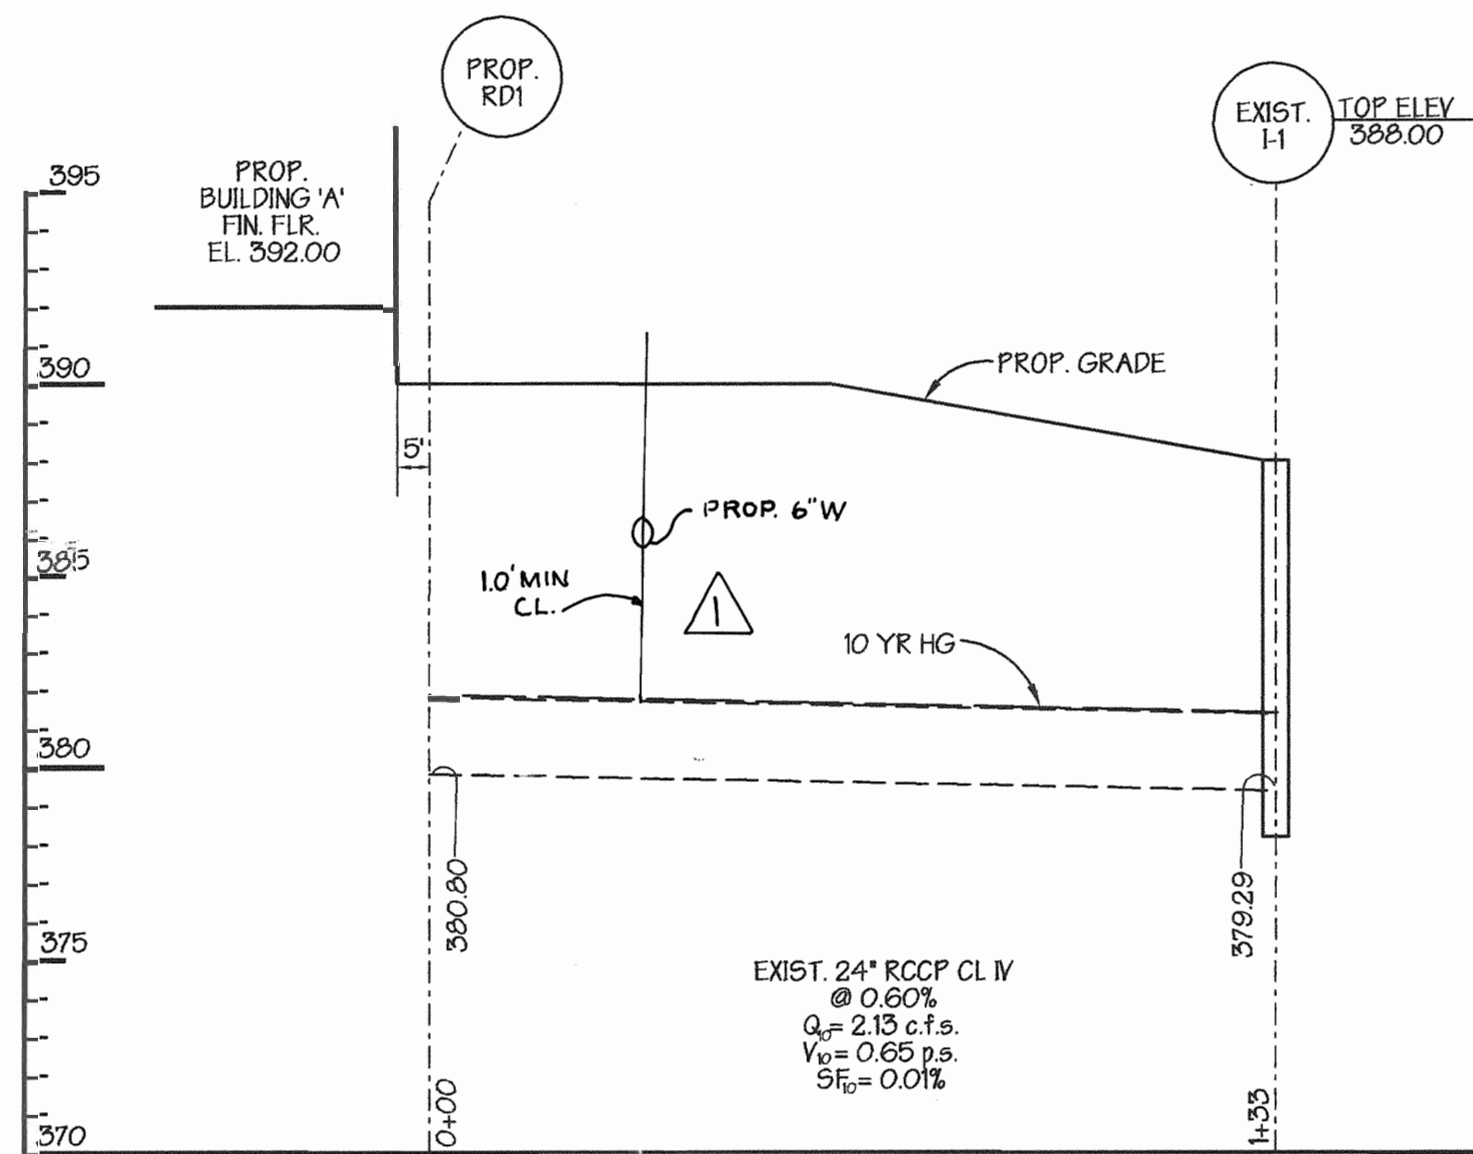 PROP.
RD1
EXIST.
I-1
TOP ELEV
388.00
PROP.
BUILDING 'A'
FIN. FLR.
EL. 392.00
395
390
385
380
375
370
PROP. GRADE
5'
PROP. 6"W
1.0' MIN
CL.
1
10 YR HG
380.80
379.29
EXIST. 24" RCCP CL IV
@ 0.60%
Q10= 2.13 c.f.s.
V10= 0.65 p.s.
SF10= 0.01%
0+00
1+33